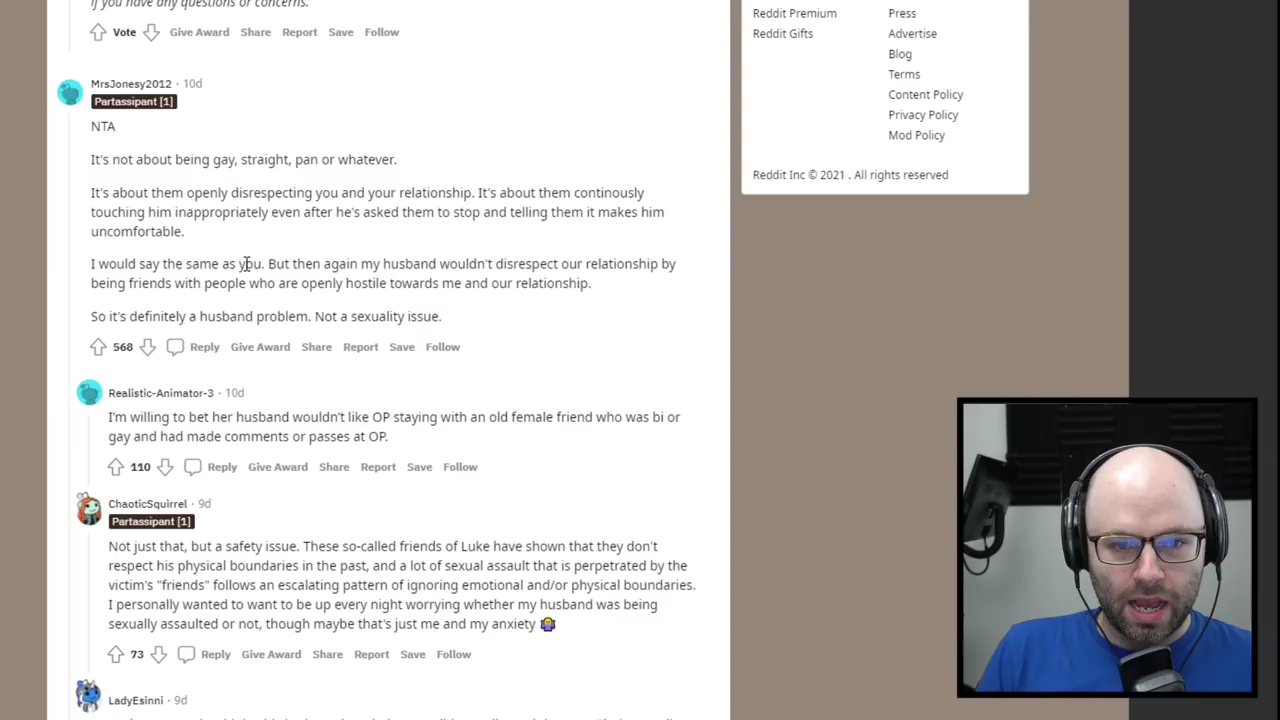 if you have any questions or concerns.
Vote Give Award Share Report Save Follow
MrsJonesy2012 · 10d
Partassipant [1]
NTA
It's not about being gay, straight, pan or whatever.
It's about them openly disrespecting you and your relationship. It's about them continously
touching him inappropriately even after he's asked them to stop and telling them it makes him
uncomfortable.
I would say the same as you. But then again my husband wouldn't disrespect our relationship by
being friends with people who are openly hostile towards me and our relationship.
So it's definitely a husband problem. Not a sexuality issue.
568 Reply Give Award Share Report Save Follow
Realistic-Animator-3 · 10d
I'm willing to bet her husband wouldn't like OP staying with an old female friend who was bi or
gay and had made comments or passes at OP.
110 Reply Give Award Share Report Save Follow
ChaoticSquirrel · 9d
Partassipant [1]
Not just that, but a safety issue. These so-called friends of Luke have shown that they don't
respect his physical boundaries in the past, and a lot of sexual assault that is perpetrated by the
victim's "friends" follows an escalating pattern of ignoring emotional and/or physical boundaries.
I personally wanted to want to be up every night worrying whether my husband was being
sexually assaulted or not, though maybe that's just me and my anxiety
73 Reply Give Award Share Report Save Follow
LadyEsinni · 9d
Reddit Premium
Reddit Gifts
Press
Advertise
Blog
Terms
Content Policy
Privacy Policy
Mod Policy
Reddit Inc © 2021 . All rights reserved